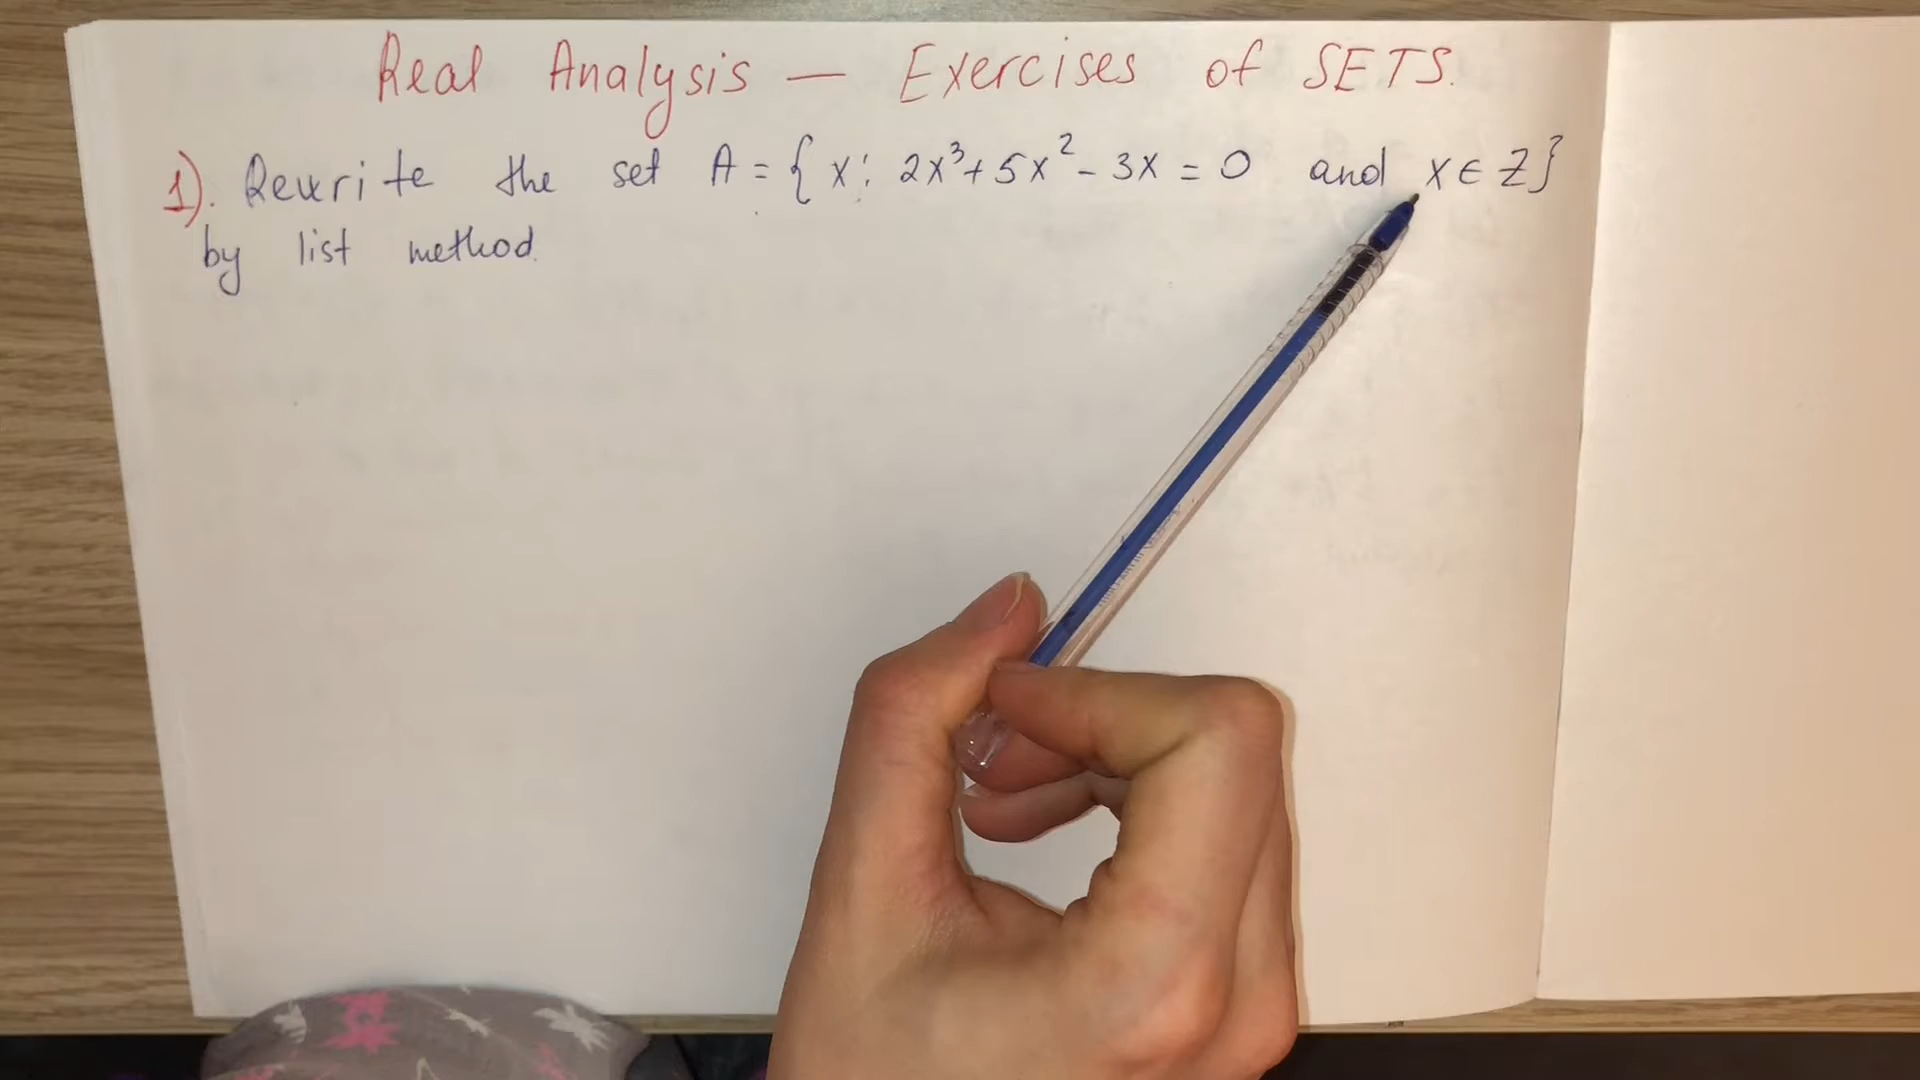 Real Analysis — Exercises of SETS.
1). Rewrite the set A = { x : 2x³ + 5x² - 3x = 0 and x ∈ Z }
by list method.